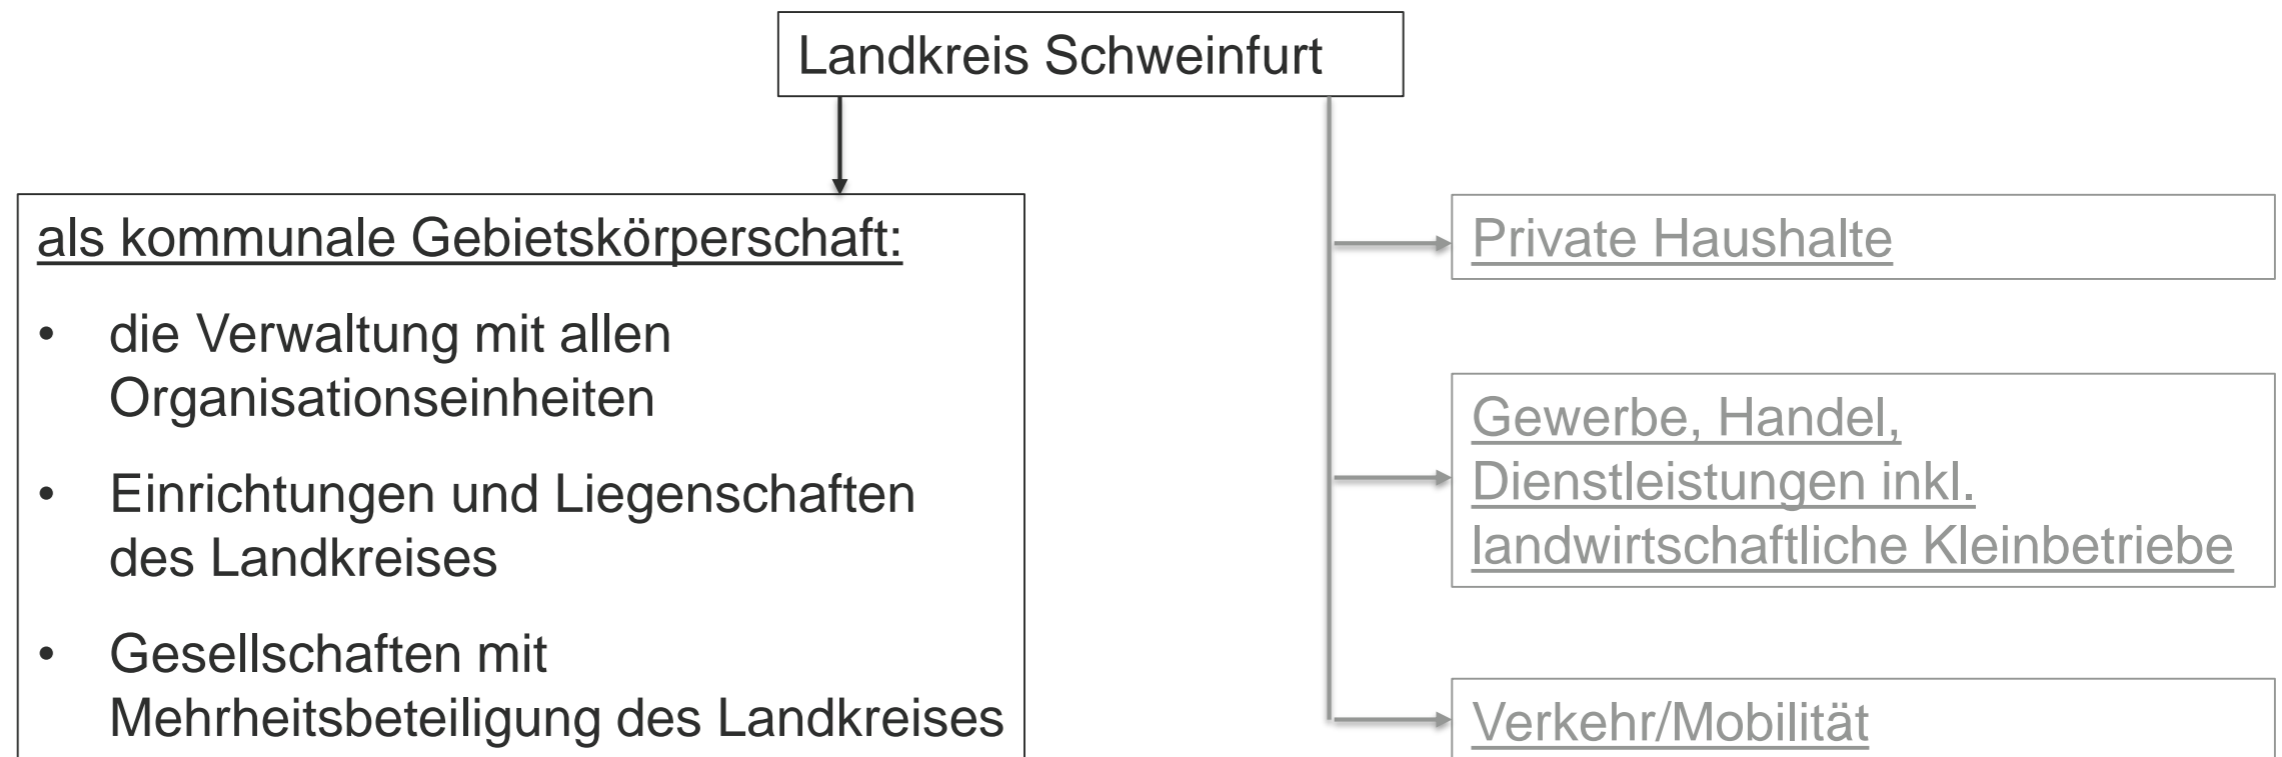 Landkreis Schweinfurt
als kommunale Gebietskörperschaft:
• die Verwaltung mit allen
Organisationseinheiten
• Einrichtungen und Liegenschaften
des Landkreises
• Gesellschaften mit
Mehrheitsbeteiligung des Landkreises
Private Haushalte
Gewerbe, Handel,
Dienstleistungen inkl.
landwirtschaftliche Kleinbetriebe
Verkehr/Mobilität